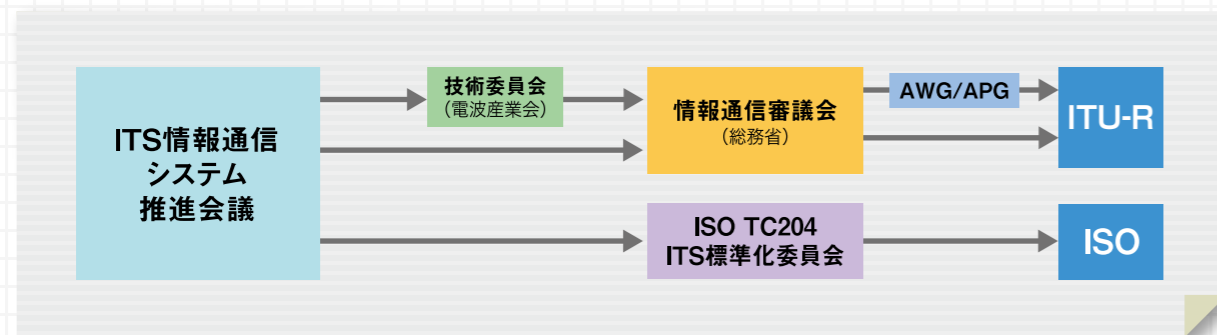 ITS情報通信
システム
推進会議
技術委員会
(電波産業会)
情報通信審議会
(総務省)
AWG/APG
ITU-R
ISO TC204
ITS標準化委員会
ISO